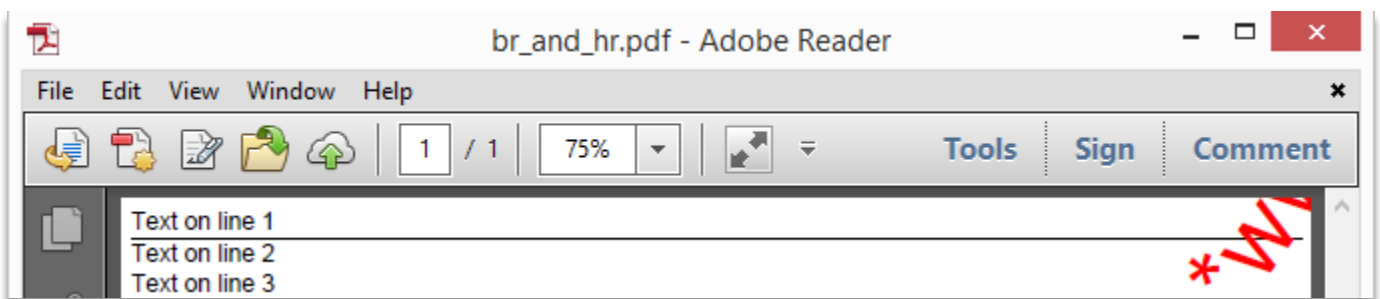 br_and_hr.pdf - Adobe Reader
File Edit View Window Help
1 / 1 75% Tools Sign Comment
Text on line 1
Text on line 2
Text on line 3